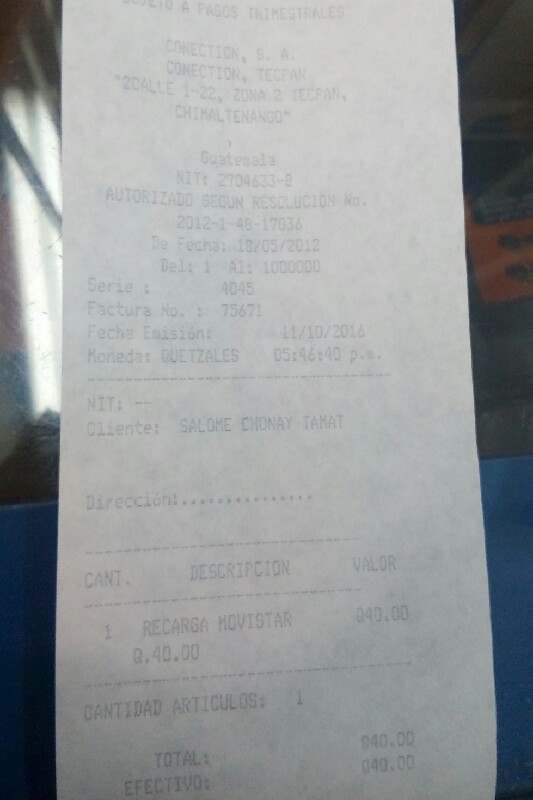 SUJETO A PAGOS TRIMESTRALES
CONECTION, S. A.
CONECTION, TECPAN
"2CALLE 1-22, ZONA 2 TECPAN,
CHIMALTENANGO"
,
Guatemala
NIT: 2704633-8
AUTORIZADO SEGUN RESOLUCION No.
2012-1-48-17836
De Fecha: 18/05/2012
Del: 1 Al: 1000000
Serie : 4045
Factura No. : 75671
Fecha Emisión: 11/10/2016
Moneda: QUETZALES 05:46:40 p.m.
NIT: --
Cliente: SALOME CHONAY TAMAT
Dirección:...............
CANT. DESCRIPCION VALOR
1 RECARGA MOVISTAR Q40.00
Q.40.00
CANTIDAD ARTICULOS: 1
TOTAL: Q40.00
EFECTIVO: Q40.00